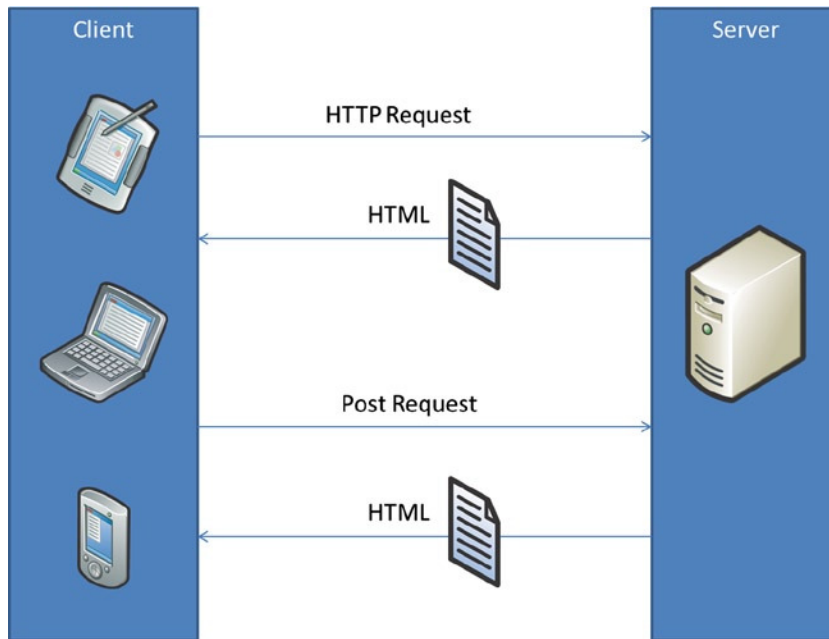 Client
Server
HTTP Request
HTML
Post Request
HTML